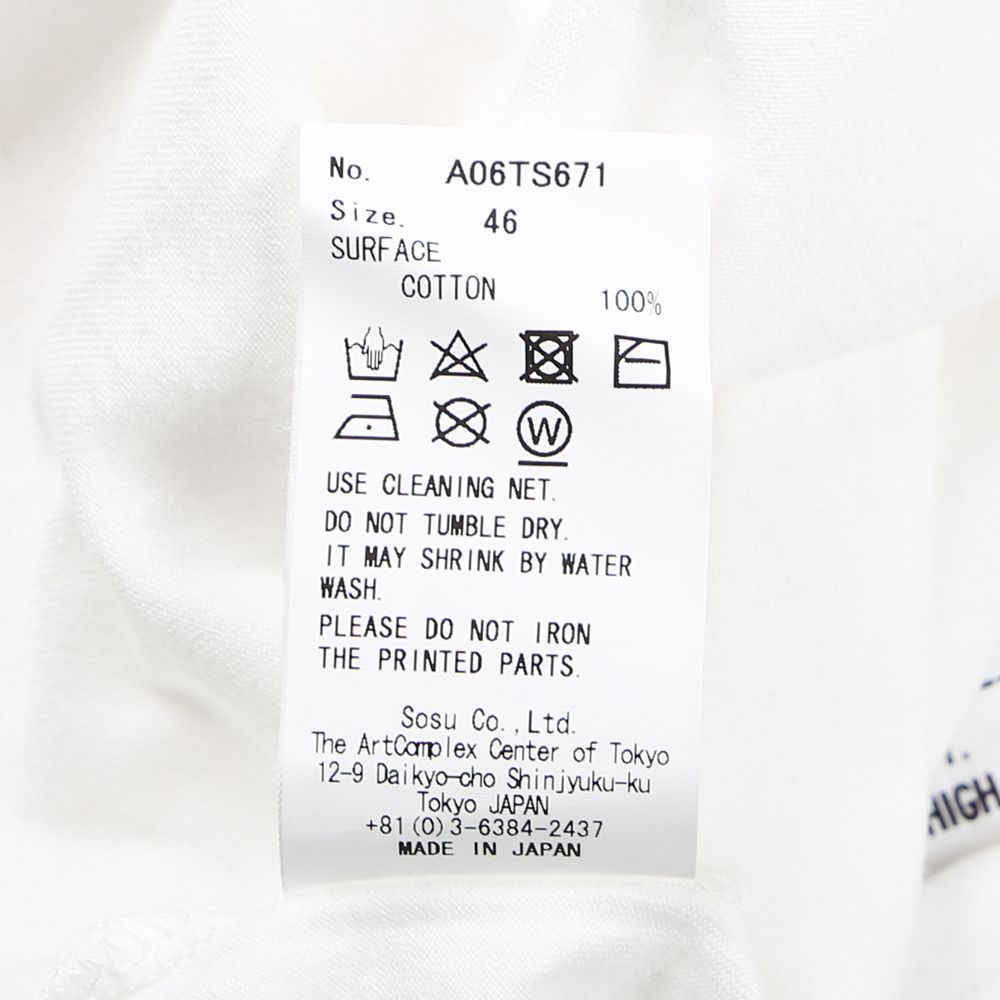 No. A06TS671
Size. 46
SURFACE
COTTON 100%
W
USE CLEANING NET.
DO NOT TUMBLE DRY.
IT MAY SHRINK BY WATER
WASH.
PLEASE DO NOT IRON
THE PRINTED PARTS.
Sosu Co.,Ltd.
The ArtComplex Center of Tokyo
12-9 Daikyo-cho Shinjyuku-ku
Tokyo JAPAN
+81(0)3-6384-2437
MADE IN JAPAN
HIGH